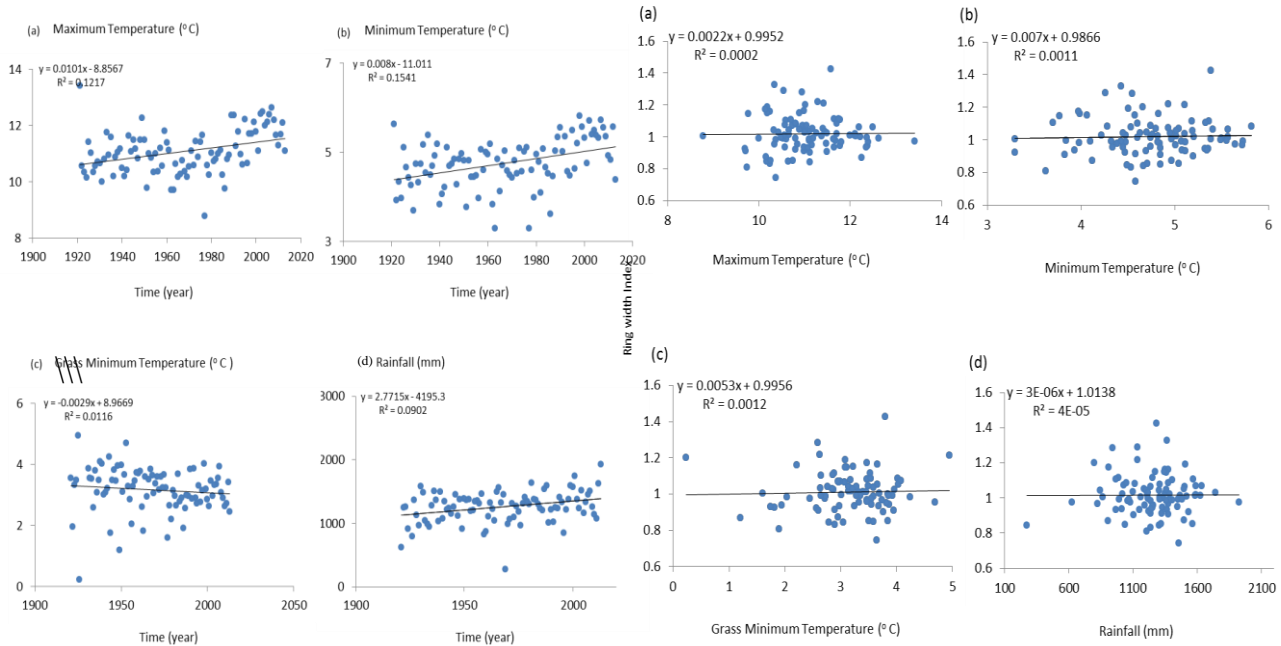 (a) Maximum Temperature (° C)
y = 0.0101x - 8.8567
R² = 0.1217
14
12
10
8
1900 1920 1940 1960 1980 2000 2020
Time (year)
(b) Minimum Temperature (° C)
y = 0.008x - 11.011
R² = 0.1541
7
5
3
1900 1920 1940 1960 1980 2000 2020
Time (year)
(c) Grass Minimum Temperature (° C )
y = -0.0029x + 8.9669
R² = 0.0116
6
4
2
0
1900 1950 2000 2050
Time (year)
(d) Rainfall (mm)
y = 2.7715x - 4195.3
R² = 0.0902
3000
2000
1000
0
1900 1950 2000
Time (year)
Ring width Index
(a)
y = 0.0022x + 0.9952
R² = 0.0002
1.6
1.4
1.2
1
0.8
0.6
8 10 12 14
Maximum Temperature (° C)
(b)
y = 0.007x + 0.9866
R² = 0.0011
1.6
1.4
1.2
1
0.8
0.6
3 4 5 6
Minimum Temperature (° C)
(c)
y = 0.0053x + 0.9956
R² = 0.0012
1.6
1.4
1.2
1
0.8
0.6
0 1 2 3 4 5
Grass Minimum Temperature (° C)
(d)
y = 3E-06x + 1.0138
R² = 4E-05
1.6
1.4
1.2
1
0.8
0.6
100 600 1100 1600 2100
Rainfall (mm)